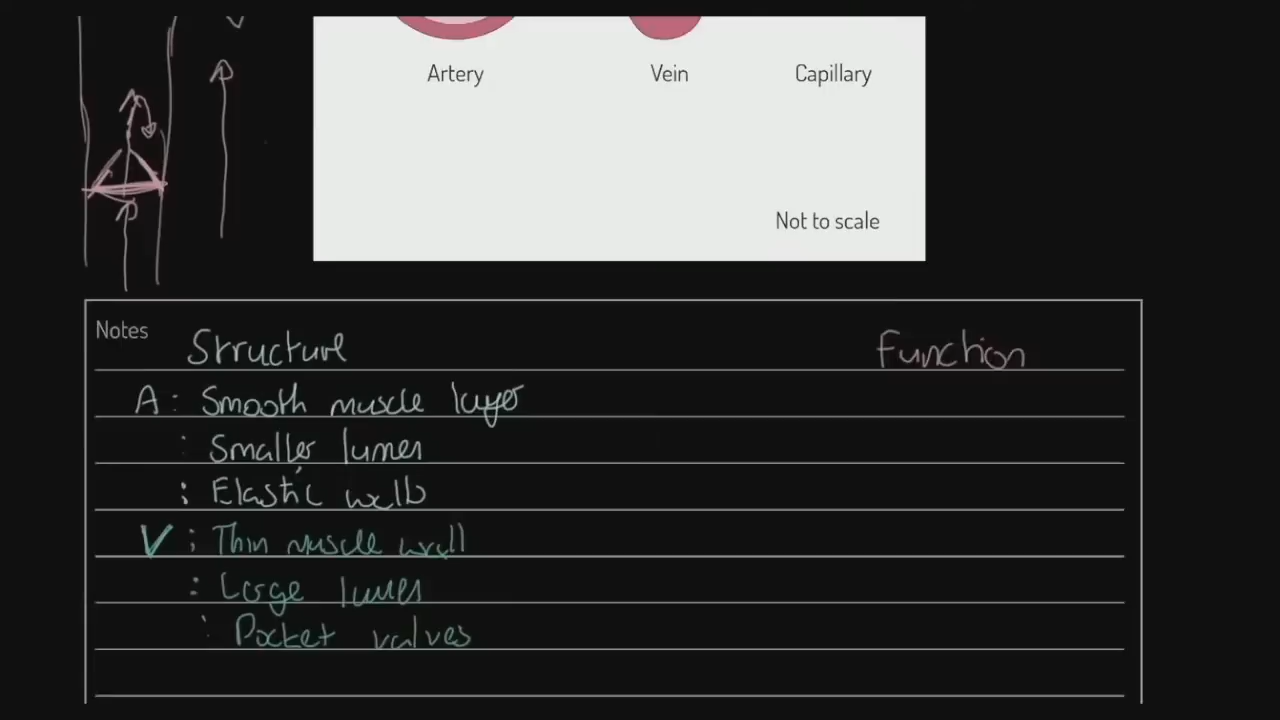 Artery Vein Capillary
Not to scale
Notes Structure Function
A: Smooth muscle layer
: Smaller lumen
: Elastic walls
V: Thin muscle wall
: Large lumen
: Pocket valves